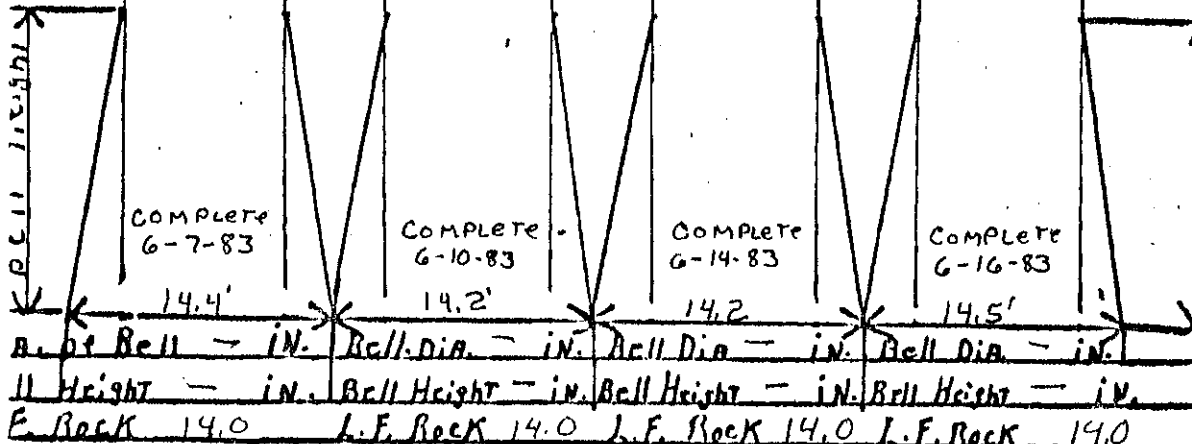 COMPLETE
6-7-83
COMPLETE
6-10-83
COMPLETE
6-14-83
COMPLETE
6-16-83
14.4' 14.2' 14.2 14.5'
Bell — iN. Bell Dia. — iN. Bell Dia — iN. Bell Dia — iN.
Height — iN. Bell Height — iN. Bell Height — iN. Bell Height — iN.
Rock 14.0 L.F. Rock 14.0 L.F. Rock 14.0 L.F. Rock 14.0